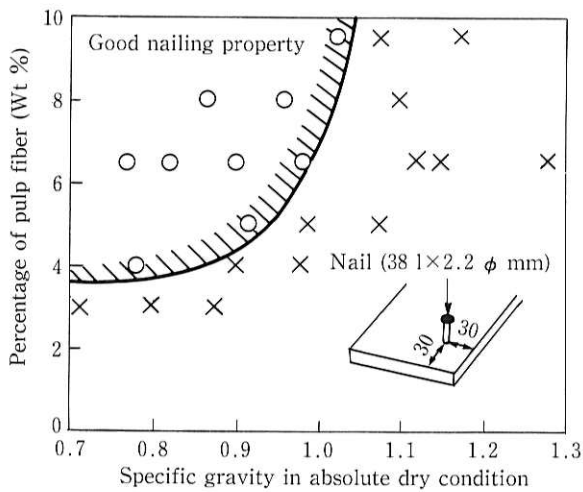 10
Good nailing property
8
6
4
2
0
Percentage of pulp fiber (Wt %)
Nail (38 l×2.2 φ mm)
30
30
0.7 0.8 0.9 1.0 1.1 1.2 1.3
Specific gravity in absolute dry condition